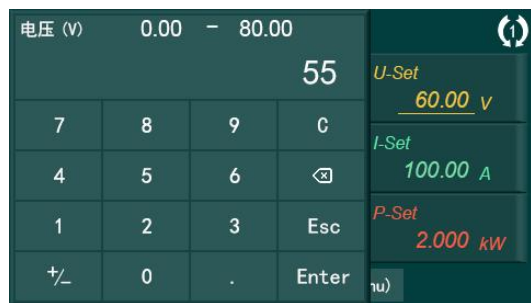 电压 (V) 0.00 - 80.00
55
7 8 9 C
4 5 6
1 2 3 Esc
+/- 0 . Enter
1
U-Set
60.00 V
I-Set
100.00 A
P-Set
2.000 kW
nu)